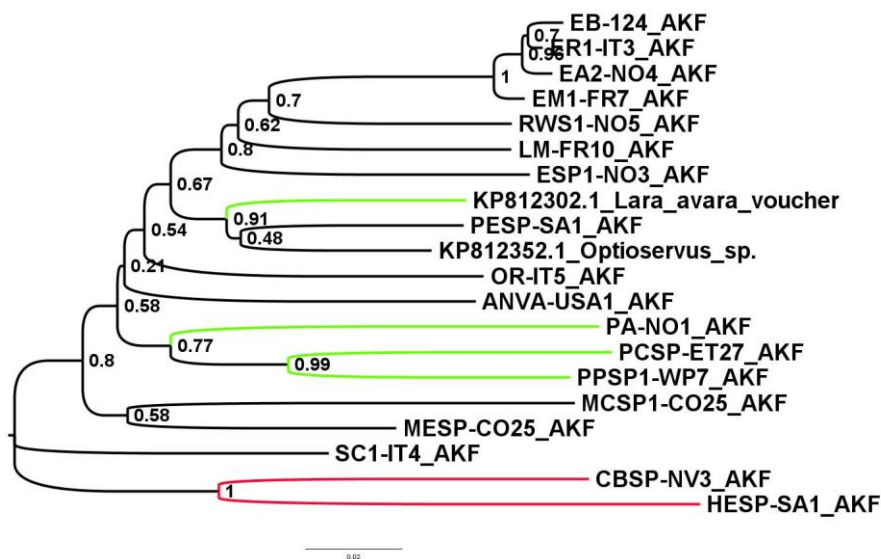 EB-124_AKF
0.7
ER1-IT3_AKF
0.96
EA2-NO4_AKF
1
EM1-FR7_AKF
0.7
RWS1-NO5_AKF
0.62
LM-FR10_AKF
0.8
ESP1-NO3_AKF
0.67
KP812302.1_Lara_avara_voucher
0.91
PESP-SA1_AKF
0.54
0.48
KP812352.1_Optioservus_sp.
0.21
OR-IT5_AKF
ANVA-USA1_AKF
0.58
PA-NO1_AKF
0.77
PCSP-ET27_AKF
0.8
0.99
PPSP1-WP7_AKF
MCSP1-CO25_AKF
0.58
MESP-CO25_AKF
SC1-IT4_AKF
CBSP-NV3_AKF
1
HESP-SA1_AKF
0.02